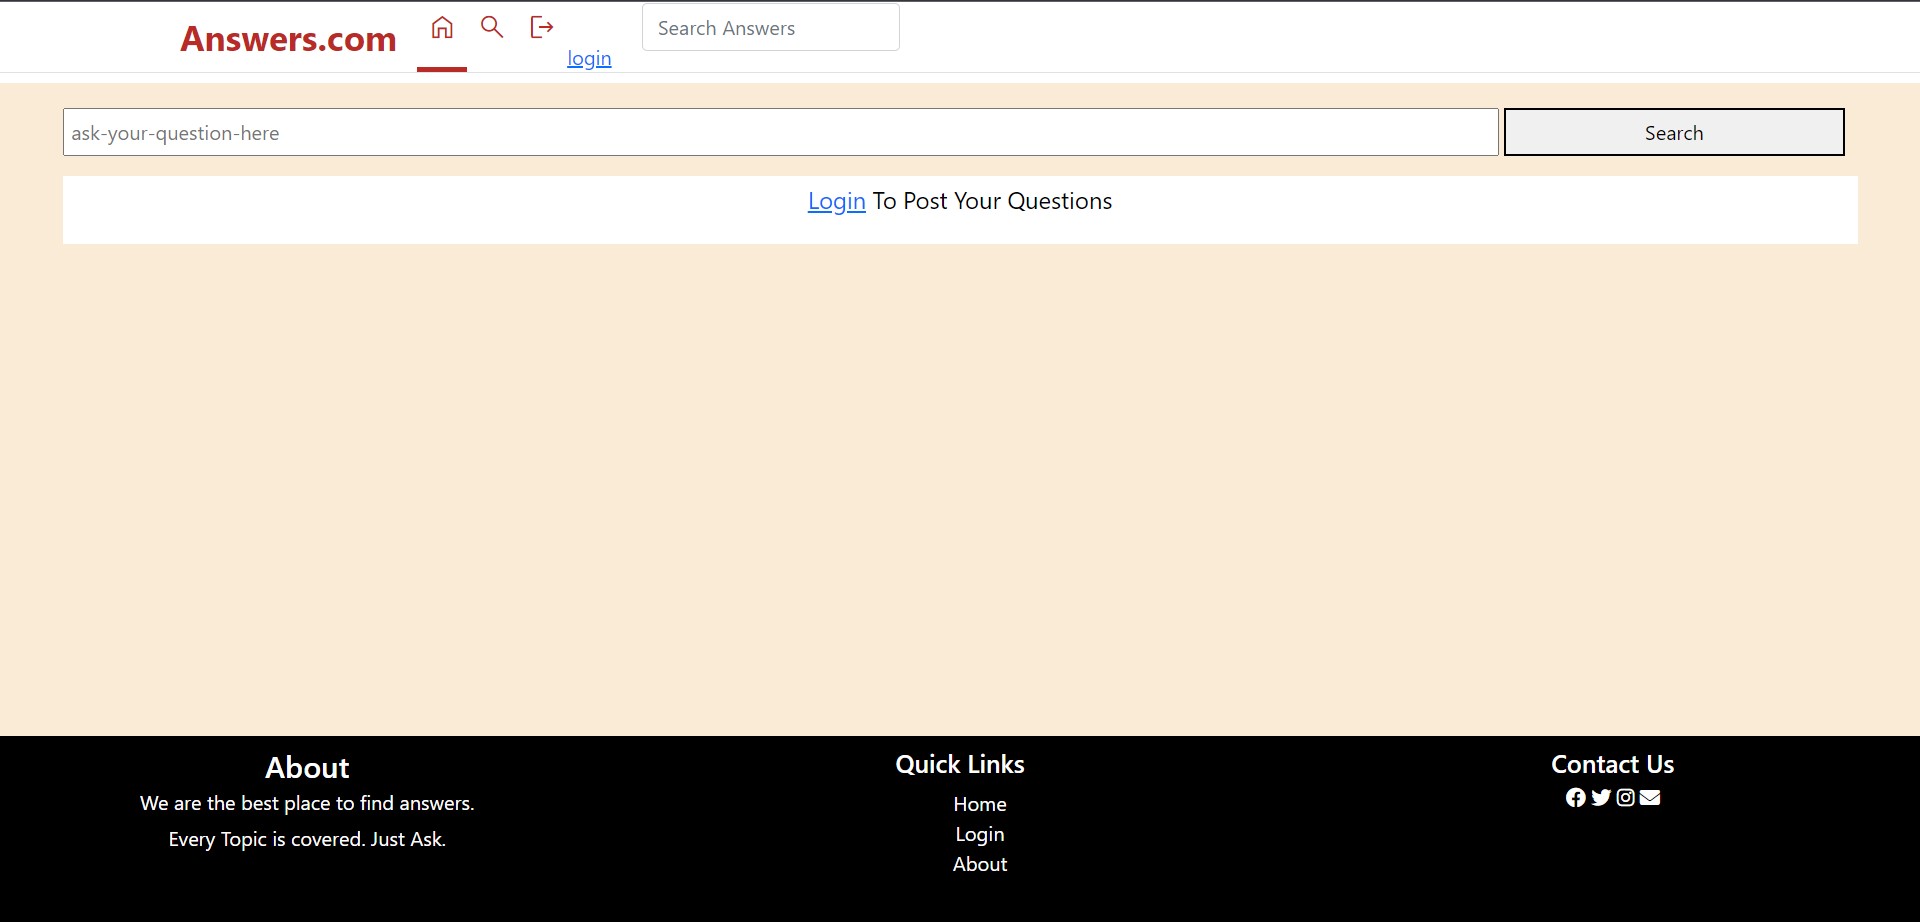 Answers.com
login
Search Answers
ask-your-question-here
Search
Login To Post Your Questions
About
We are the best place to find answers.
Every Topic is covered. Just Ask.
Quick Links
Home
Login
About
Contact Us